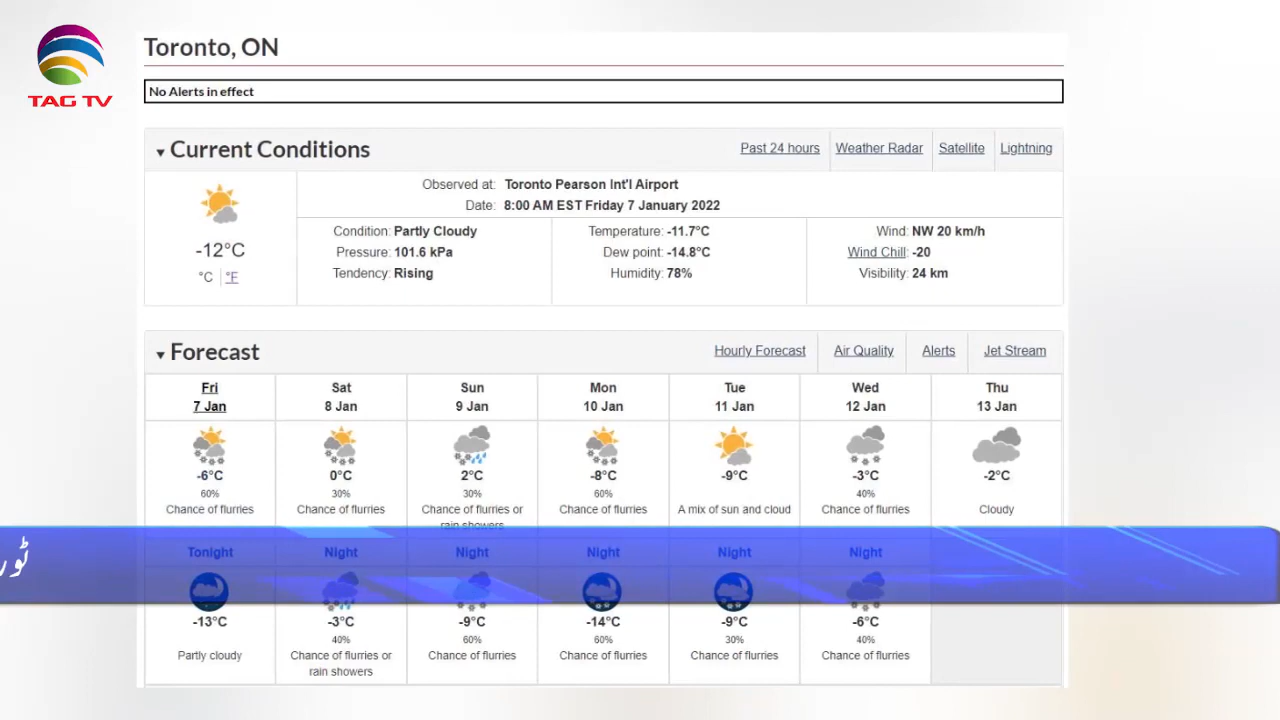 TAG TV
Toronto, ON
No Alerts in effect
Current Conditions
Past 24 hours Weather Radar Satellite Lightning
Observed at: Toronto Pearson Int'l Airport
Date: 8:00 AM EST Friday 7 January 2022
-12°C
°C °F
Condition: Partly Cloudy
Pressure: 101.6 kPa
Tendency: Rising
Temperature: -11.7°C
Dew point: -14.8°C
Humidity: 78%
Wind: NW 20 km/h
Wind Chill: -20
Visibility: 24 km
Forecast
Hourly Forecast Air Quality Alerts Jet Stream
Fri Sat Sun Mon Tue Wed Thu
7 Jan 8 Jan 9 Jan 10 Jan 11 Jan 12 Jan 13 Jan
-6°C 0°C 2°C -8°C -9°C -3°C -2°C
60% 30% 30% 60% 40%
Chance of flurries Chance of flurries Chance of flurries or Chance of flurries A mix of sun and cloud Chance of flurries Cloudy
rain showers
ٹور
Tonight Night Night Night Night Night
-13°C -3°C -9°C -14°C -9°C -6°C
40% 60% 60% 30% 40%
Partly cloudy Chance of flurries or Chance of flurries Chance of flurries Chance of flurries Chance of flurries
rain showers